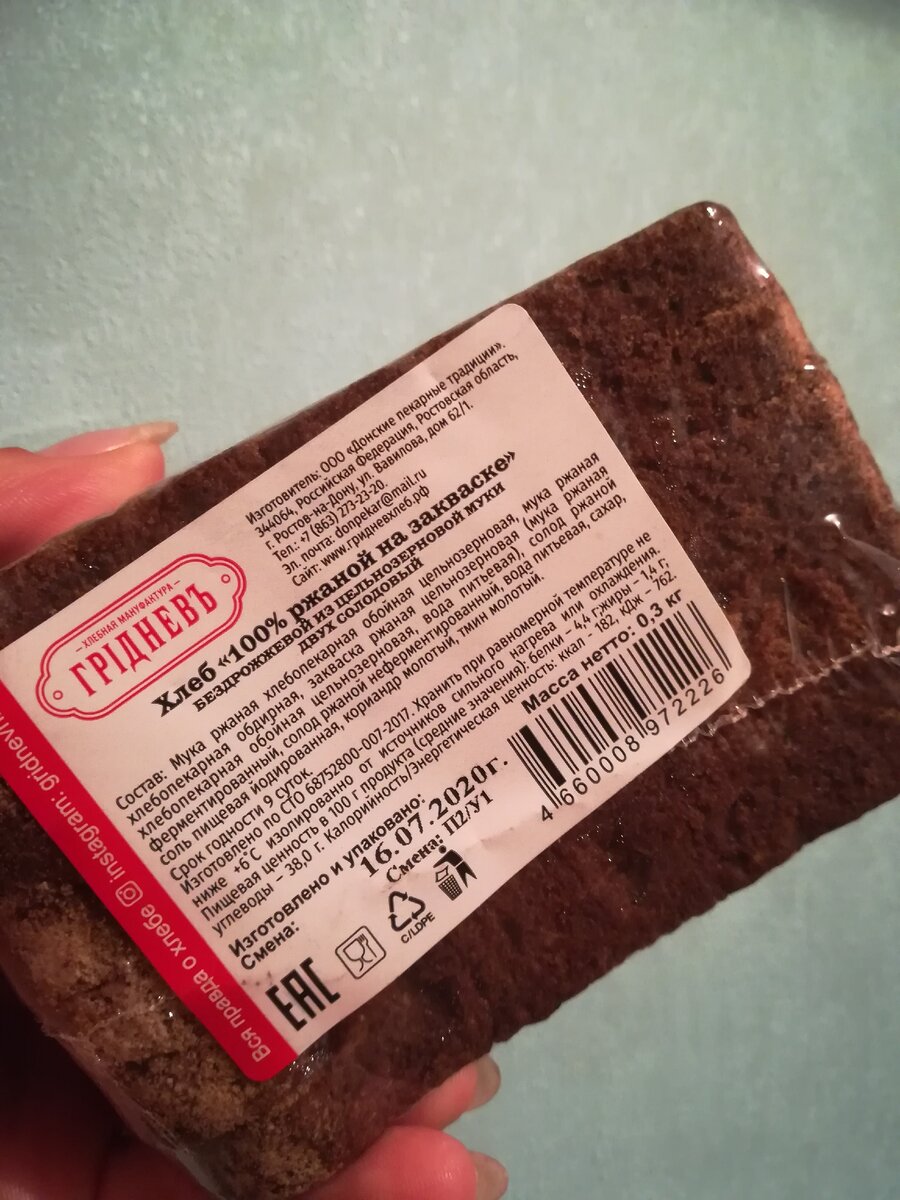 Изготовитель: ООО «Донские пекарные традиции».
344064, Российская Федерация, Ростовская область,
г. Ростов-на-Дону, ул. Вавилова, дом 62/1.
Тел.: +7 (863) 273-23-20.
Эл. почта: donpekar@mail.ru
Сайт: www.гридневхлеб.рф
– ХЛЕБНАЯ МАНУФАКТУРА –
ГРIДНЕВЪ
Хлеб «100% ржаной на закваске»
БЕЗДРОЖЖЕВОЙ ИЗ ЦЕЛЬНОЗЕРНОВОЙ МУКИ
ДВУХ СОЛОДОВЫЙ
Состав: Мука ржаная хлебопекарная обойная цельнозерновая, мука ржаная
хлебопекарная обдирная, закваска ржаная цельнозерновая (мука ржаная
хлебопекарная обойная цельнозерновая, вода питьевая), солод ржаной
ферментированный, солод ржаной неферментированный, вода питьевая, сахар,
соль пищевая йодированная, кориандр молотый, тмин молотый.
Срок годности 9 суток.
Изготовлено по СТО 68752800-007-2017. Хранить при равномерной температуре не
ниже +6°С изолированно от источников сильного нагрева или охлаждения.
Пищевая ценность в 100 г продукта (средние значения): белки – 4,4 г; жиры – 1,4 г;
углеводы – 38,0 г. Калорийность/Энергетическая ценность: ккал – 182, кДж – 762
Масса нетто: 0.3 кг
Изготовлено и упаковано:
16.07.2020г.
Смена:
Смена: П2/У1
4 660008 972226
EAC
C/LDPE
Вся правда о хлебе instagram: